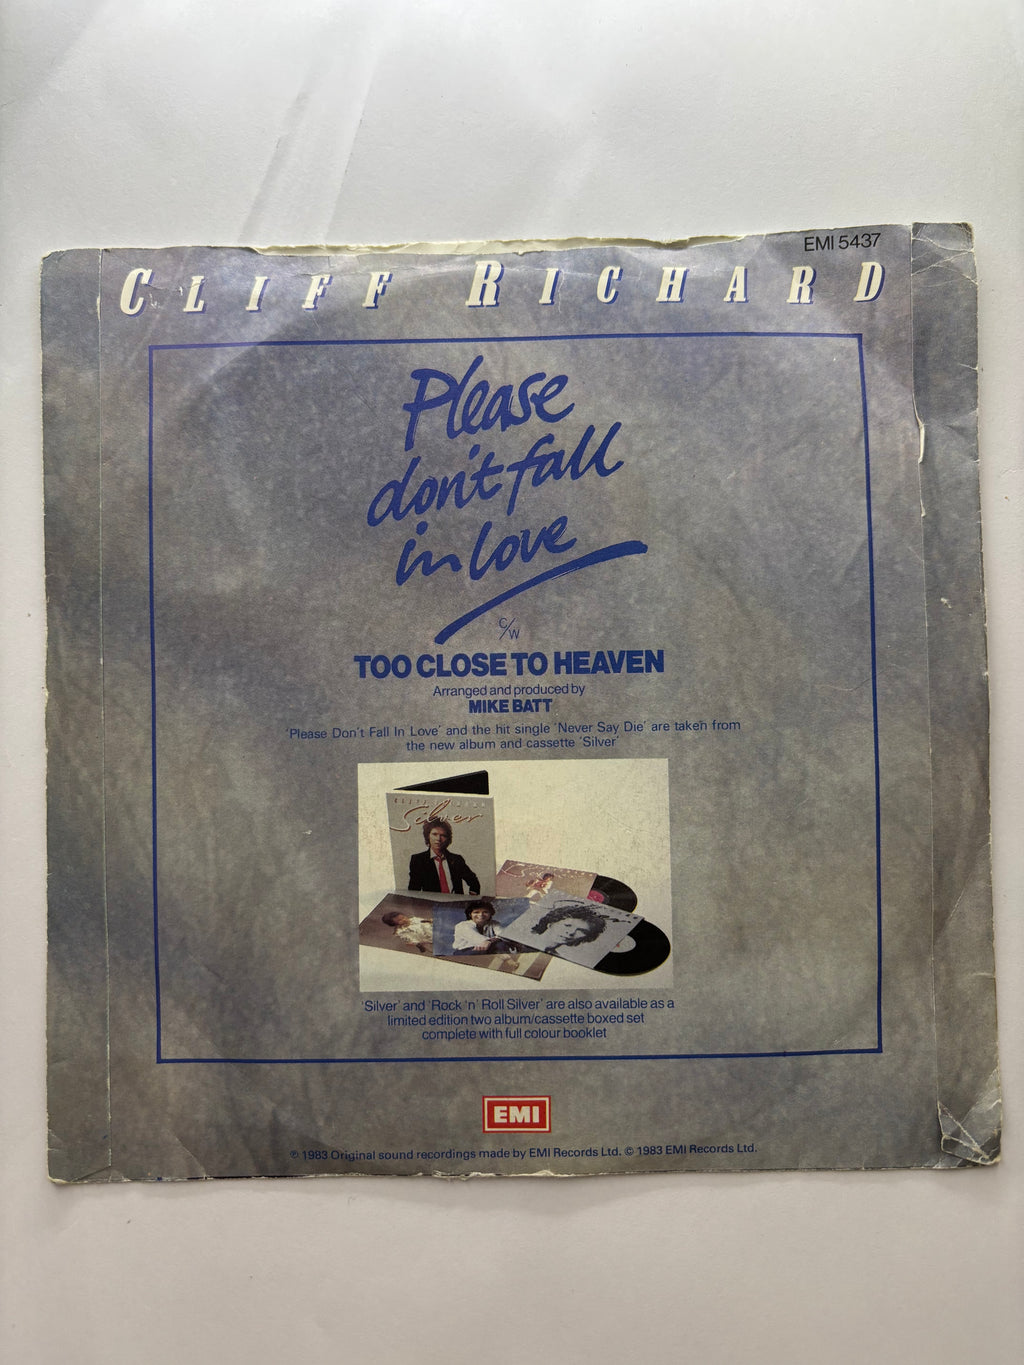 EMI 5437
CLIFF RICHARD
Please
don't fall
in love
C/W
TOO CLOSE TO HEAVEN
Arranged and produced by
MIKE BATT
'Please Don't Fall In Love' and the hit single 'Never Say Die' are taken from
the new album and cassette 'Silver'
Silver
'Silver' and 'Rock 'n' Roll Silver' are also available as a
limited edition two album/cassette boxed set
complete with full colour booklet
EMI
℗ 1983 Original sound recordings made by EMI Records Ltd. © 1983 EMI Records Ltd.